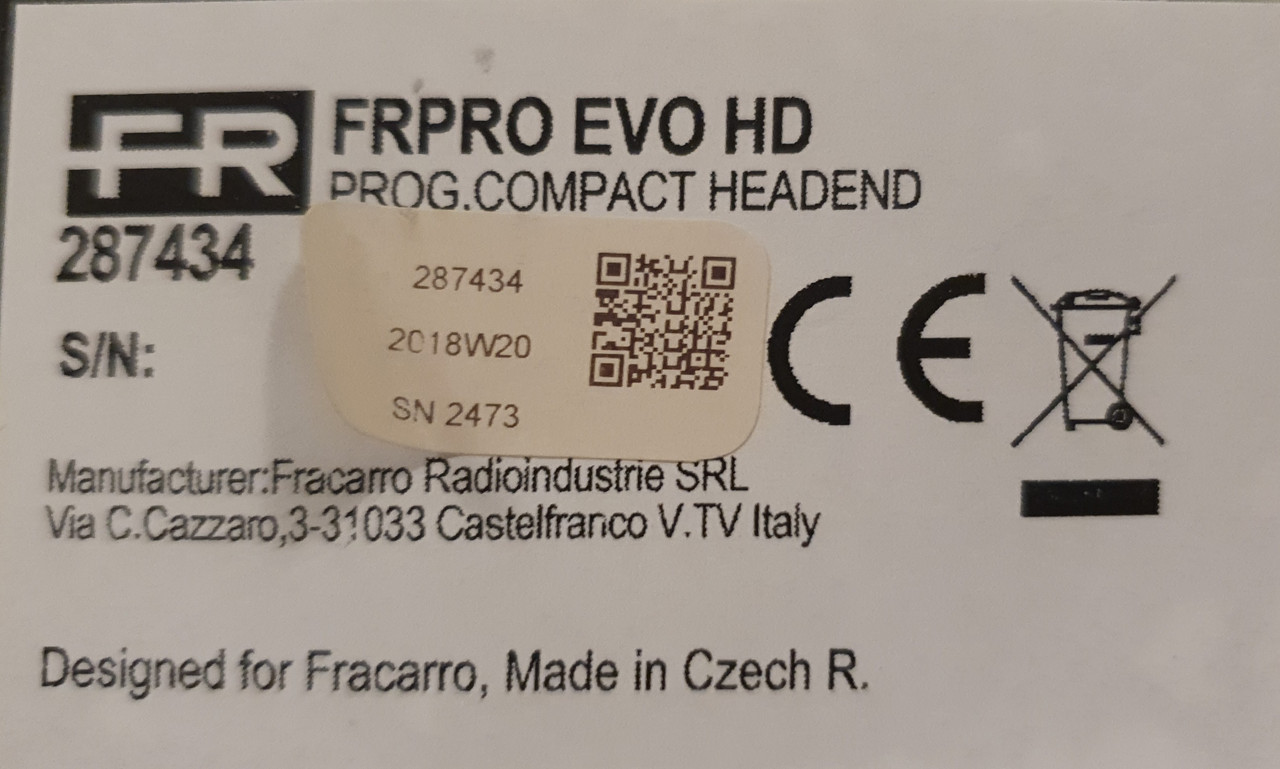 FR FRPRO EVO HD
PROG.COMPACT HEADEND
287434
287434
2018W20
S/N:
SN 2473
CE
Manufacturer:Fracarro Radioindustrie SRL
Via C.Cazzaro,3-31033 Castelfranco V.TV Italy
Designed for Fracarro, Made in Czech R.